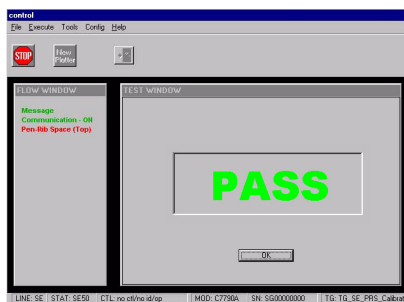 control
File Execute Tools Config Help
STOP
New
Plotter
FLOW WINDOW
Message
Communication - ON
Pen-Rib Space (Top)
TEST WINDOW
PASS
OK
LINE: SE STAT: SE50 CTL: no ctl/no id/op MOD: C7790A SN: SG00000000 TG: TG_SE_PRS_Calibrat